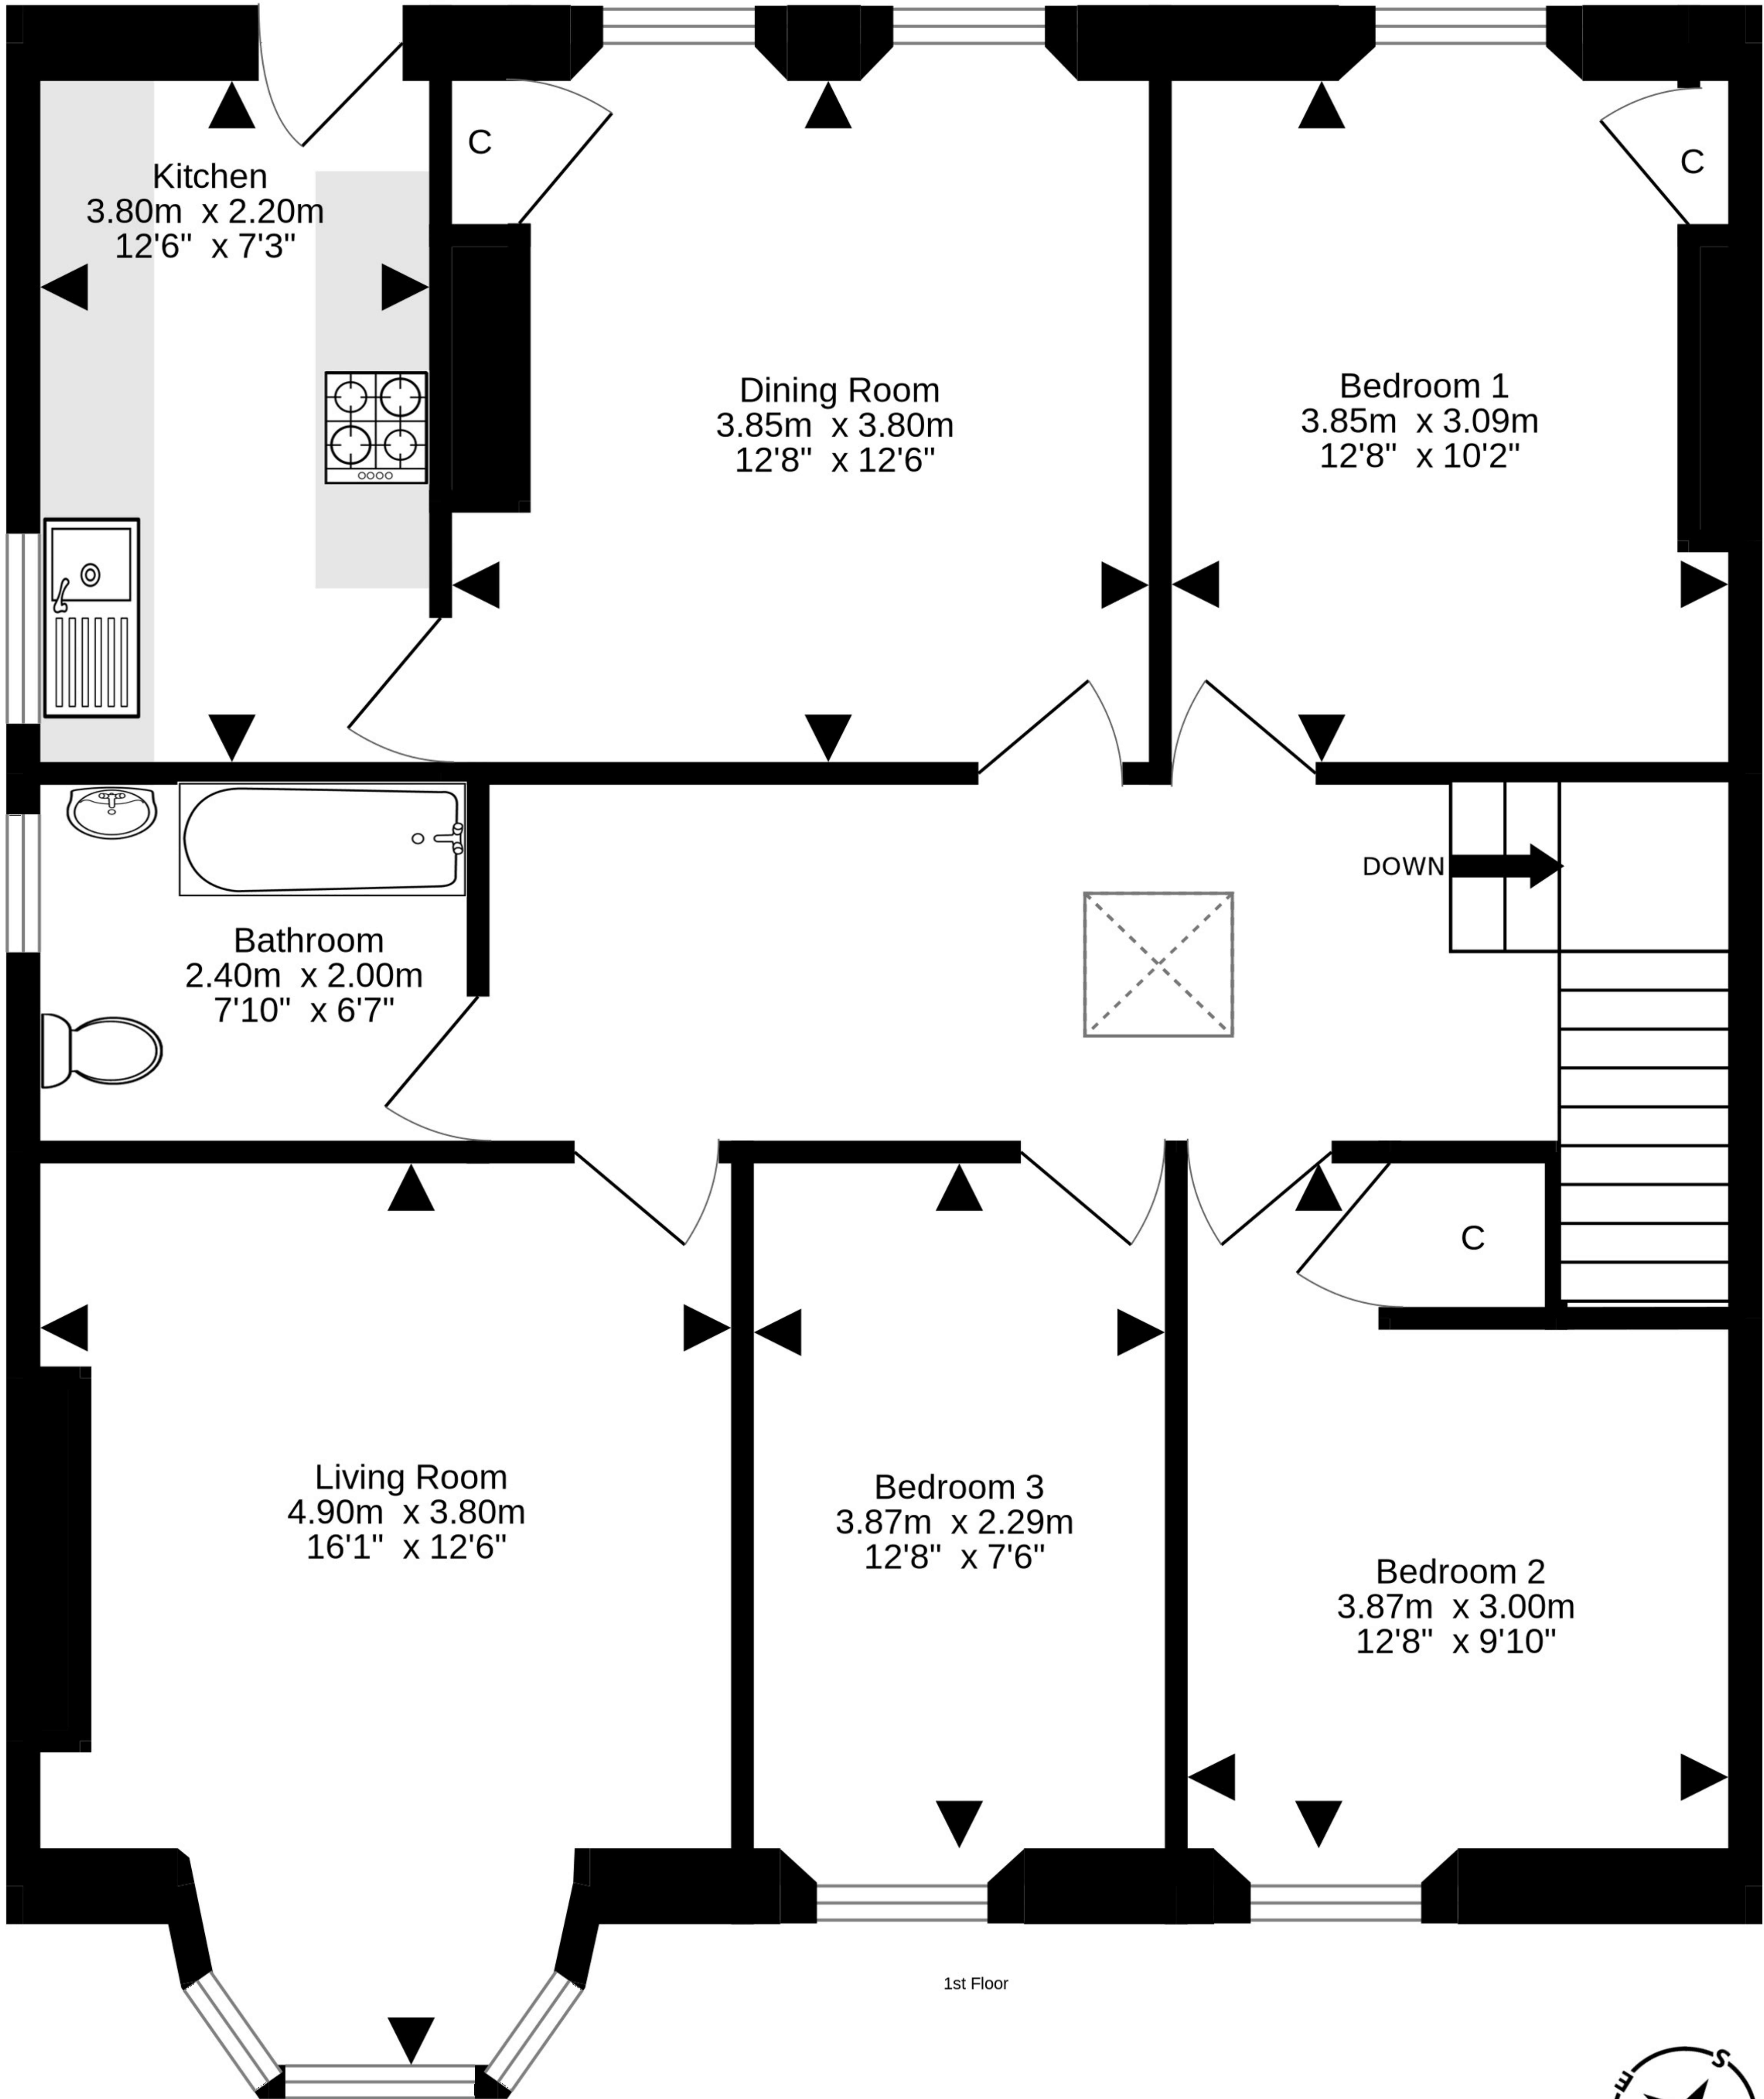 C
Kitchen
3.80m x 2.20m
12'6" x 7'3"
C
Dining Room
3.85m x 3.80m
12'8" x 12'6"
Bedroom 1
3.85m x 3.09m
12'8" x 10'2"
DOWN
Bathroom
2.40m x 2.00m
7'10" x 6'7"
C
Living Room
4.90m x 3.80m
16'1" x 12'6"
Bedroom 3
3.87m x 2.29m
12'8" x 7'6"
Bedroom 2
3.87m x 3.00m
12'8" x 9'10"
1st Floor
S
E